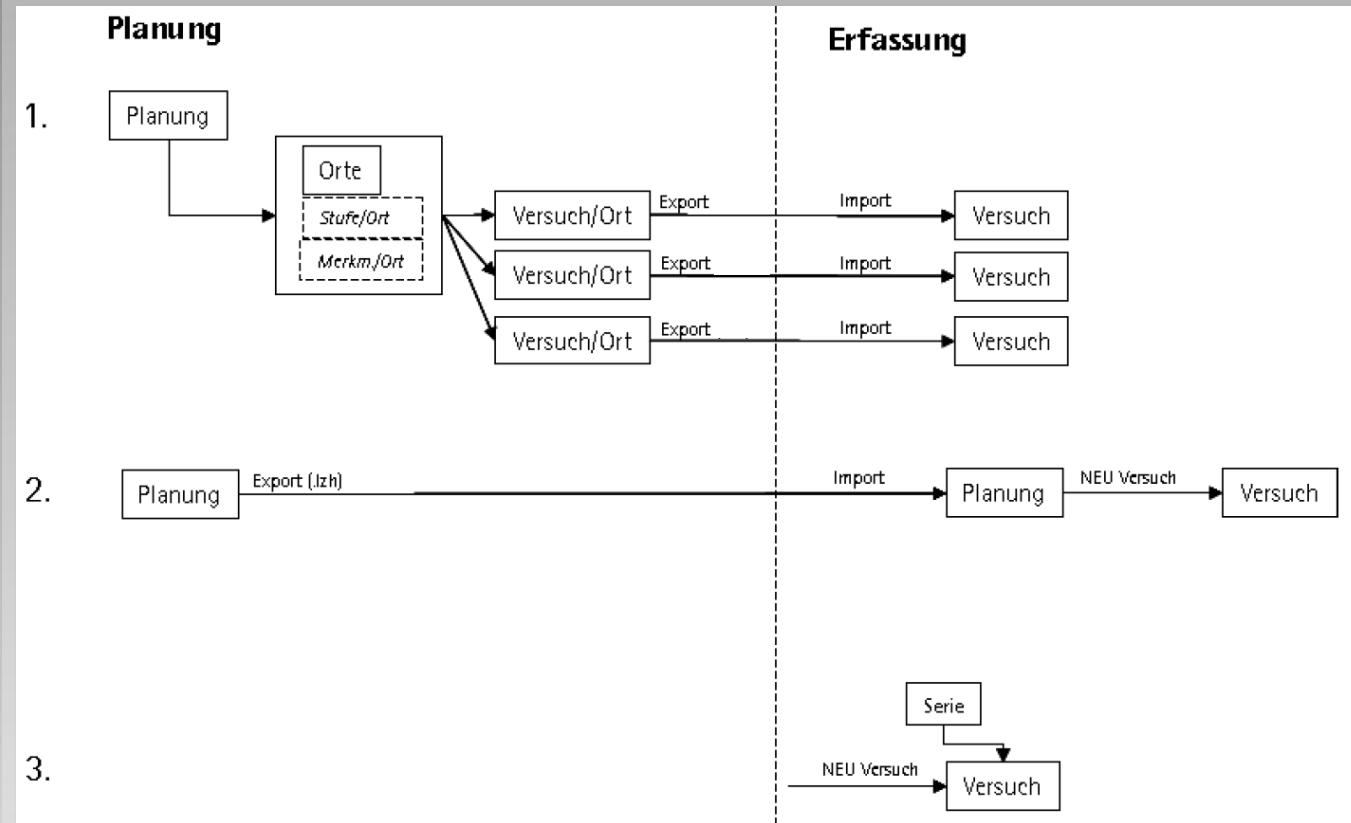 Planung
Erfassung
1.
Planung
Orte
Stufe/Ort
Merkm./Ort
Versuch/Ort
Export
Import
Versuch
Versuch/Ort
Export
Import
Versuch
Versuch/Ort
Export
Import
Versuch
2.
Planung
Export (.lzh)
Import
Planung
NEU Versuch
Versuch
Serie
3.
NEU Versuch
Versuch